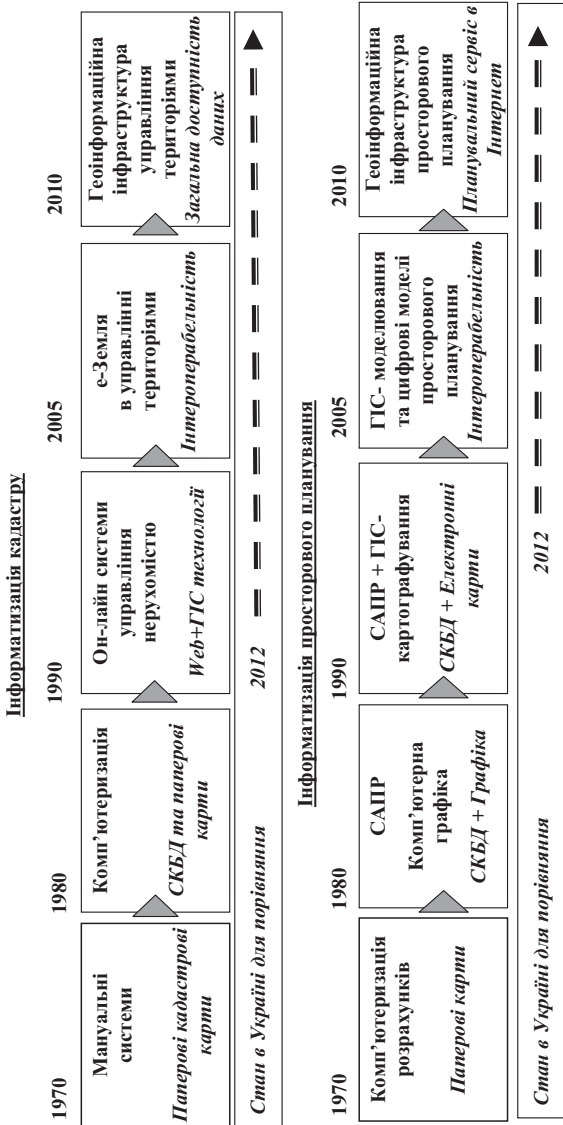 Інформатизація кадастру
1970
1980
1990
2005
2010
Мануальні
системи
Паперові кадастрові
карти
Комп’ютеризація
СКБД та паперові
карти
Он-лайн системи
управління
нерухомістю
Web+ГІС технології
е-Земля
в управлінні
територіями
Інтероперабельність
Геоінформаційна
інфраструктура
управління
територіями
Загальна доступність
даних
Стан в Україні для порівняння
2012
Інформатизація просторового планування
1970
1980
1990
2005
2010
Комп’ютеризація
розрахунків
Паперові карти
САПР
Комп’ютерна
графіка
СКБД + Графіка
САПР + ГІС-
картографування
СКБД + Електронні
карти
ГІС- моделювання
та цифрові моделі
просторового
планування
Інтероперабельність
Геоінформаційна
інфраструктура
просторового
планування
Планувальний сервіс в
Інтернет
Стан в Україні для порівняння
2012